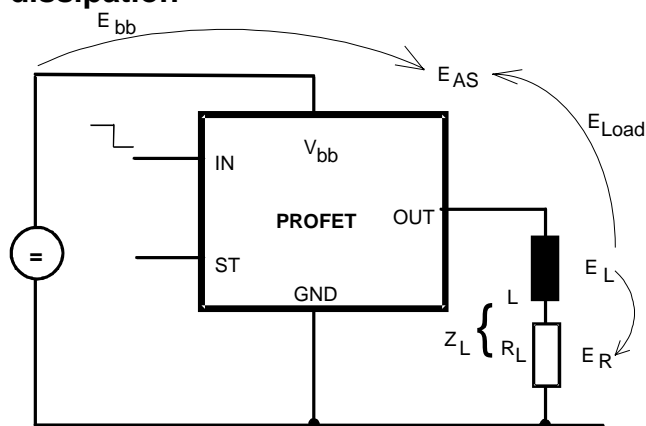 dissipation
E bb
E AS
E Load
IN
V bb
PROFET
OUT
=
ST
GND
L
E L
Z L { R L
E R